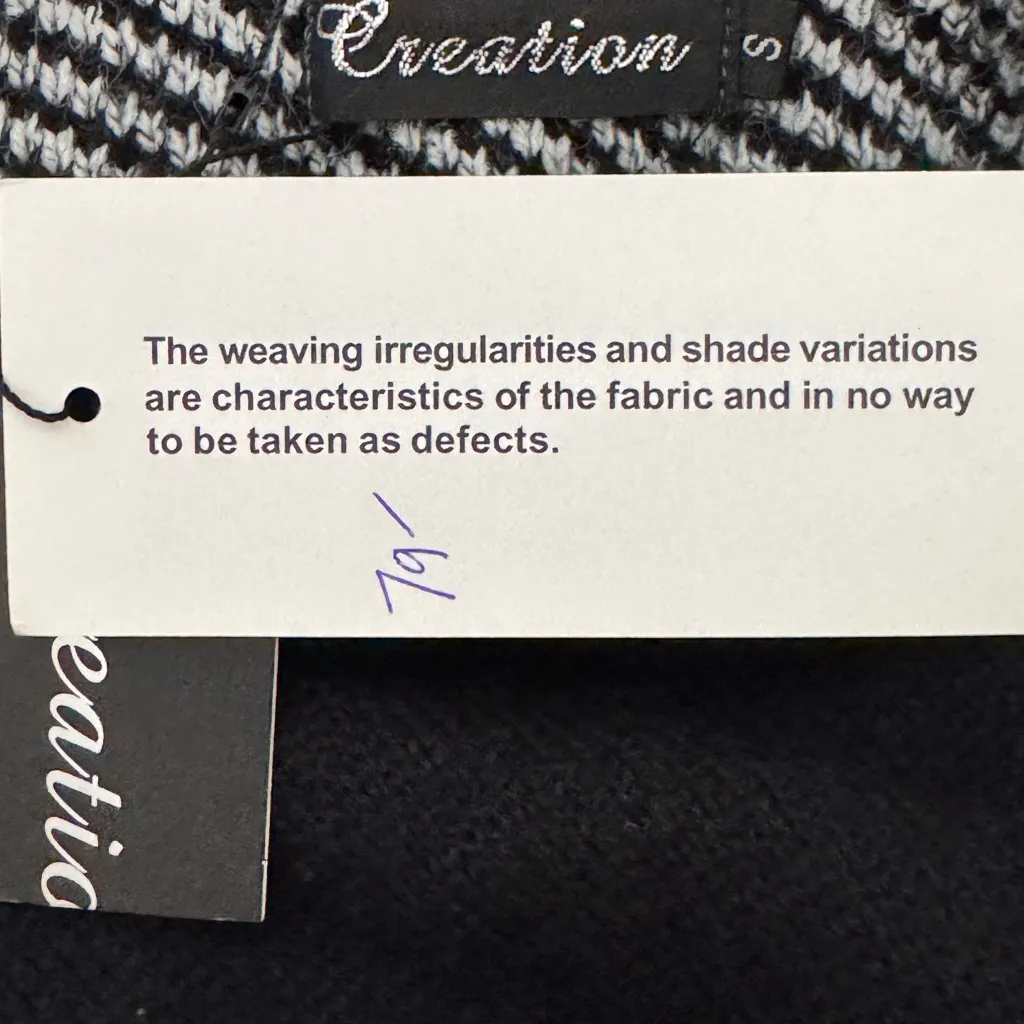 Creation
S
The weaving irregularities and shade variations
are characteristics of the fabric and in no way
to be taken as defects.
eatio